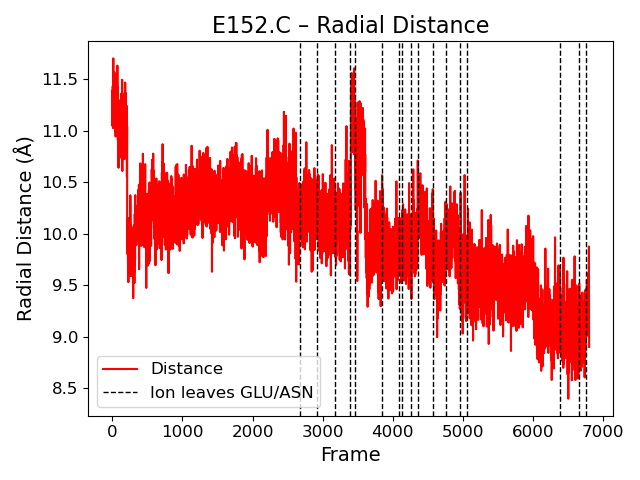 E152.C – Radial Distance
Radial Distance (Å)
11.5
11.0
10.5
10.0
9.5
9.0
8.5
Distance
Ion leaves GLU/ASN
0 1000 2000 3000 4000 5000 6000 7000
Frame